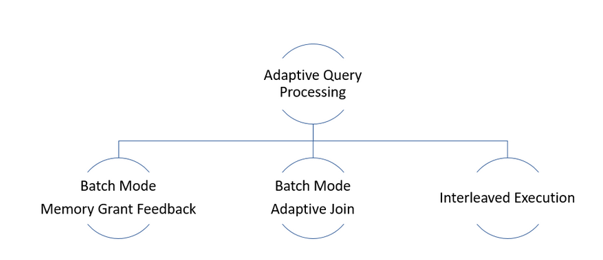 Adaptive Query
Processing
Batch Mode
Memory Grant Feedback
Batch Mode
Adaptive Join
Interleaved Execution